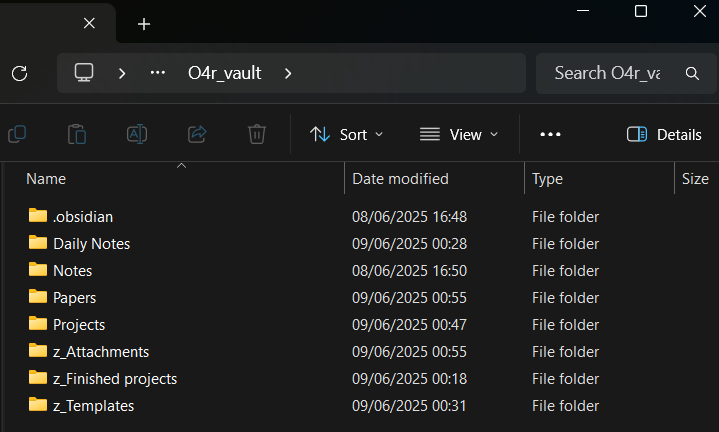 O4r_vault
Search O4r_va
Sort View Details
Name Date modified Type Size
.obsidian 08/06/2025 16:48 File folder
Daily Notes 09/06/2025 00:28 File folder
Notes 08/06/2025 16:50 File folder
Papers 09/06/2025 00:55 File folder
Projects 09/06/2025 00:47 File folder
z_Attachments 09/06/2025 00:55 File folder
z_Finished projects 09/06/2025 00:18 File folder
z_Templates 09/06/2025 00:31 File folder